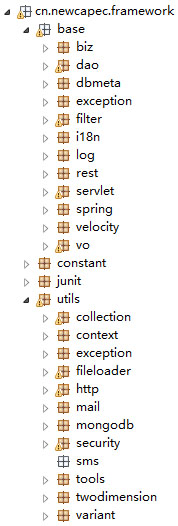 cn.newcapec.framework
base
biz
dao
dbmeta
exception
filter
i18n
log
rest
servlet
spring
velocity
vo
constant
junit
utils
collection
context
exception
fileloader
http
mail
mongodb
security
sms
tools
twodimension
variant